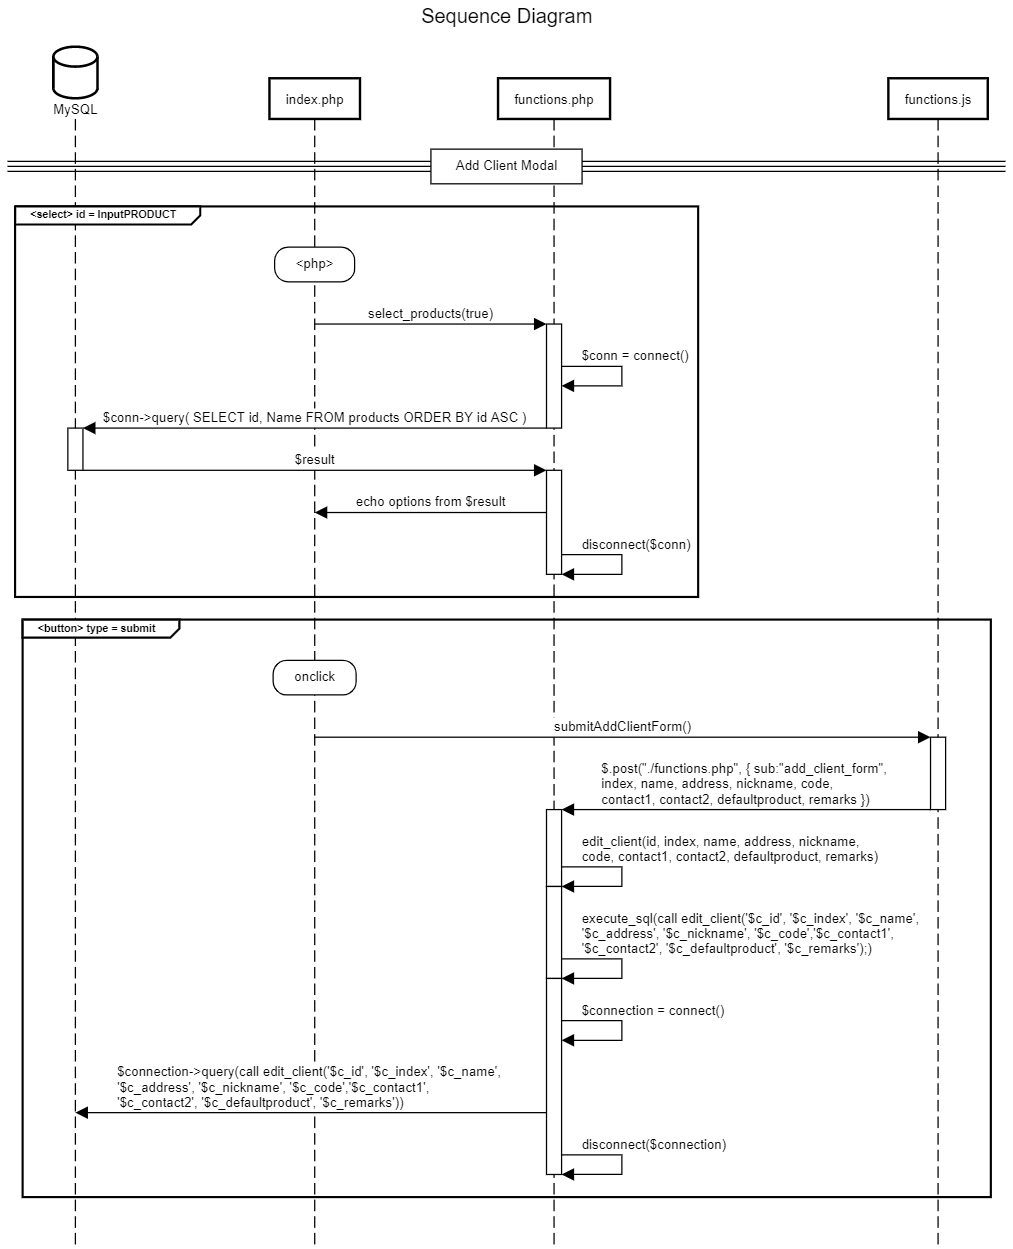 Sequence Diagram
MySQL
index.php
functions.php
functions.js
Add Client Modal
<select> id = InputPRODUCT
<php>
select_products(true)
$conn = connect()
$conn->query( SELECT id, Name FROM products ORDER BY id ASC )
$result
echo options from $result
disconnect($conn)
<button> type = submit
onclick
submitAddClientForm()
$.post("./functions.php", { sub:"add_client_form",
index, name, address, nickname, code,
contact1, contact2, defaultproduct, remarks })
edit_client(id, index, name, address, nickname,
code, contact1, contact2, defaultproduct, remarks)
execute_sql(call edit_client('$c_id', '$c_index', '$c_name',
'$c_address', '$c_nickname', '$c_code','$c_contact1',
'$c_contact2', '$c_defaultproduct', '$c_remarks');)
$connection = connect()
$connection->query(call edit_client('$c_id', '$c_index', '$c_name',
'$c_address', '$c_nickname', '$c_code','$c_contact1',
'$c_contact2', '$c_defaultproduct', '$c_remarks'))
disconnect($connection)